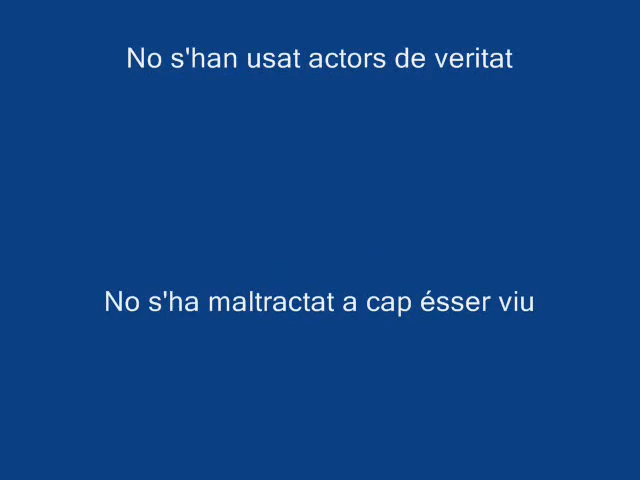 No s'han usat actors de veritat
No s'ha maltractat a cap ésser viu